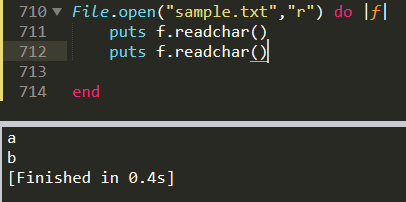 710 File.open("sample.txt","r") do |f|
711     puts f.readchar()
712     puts f.readchar()
713
714 end
a
b
[Finished in 0.4s]